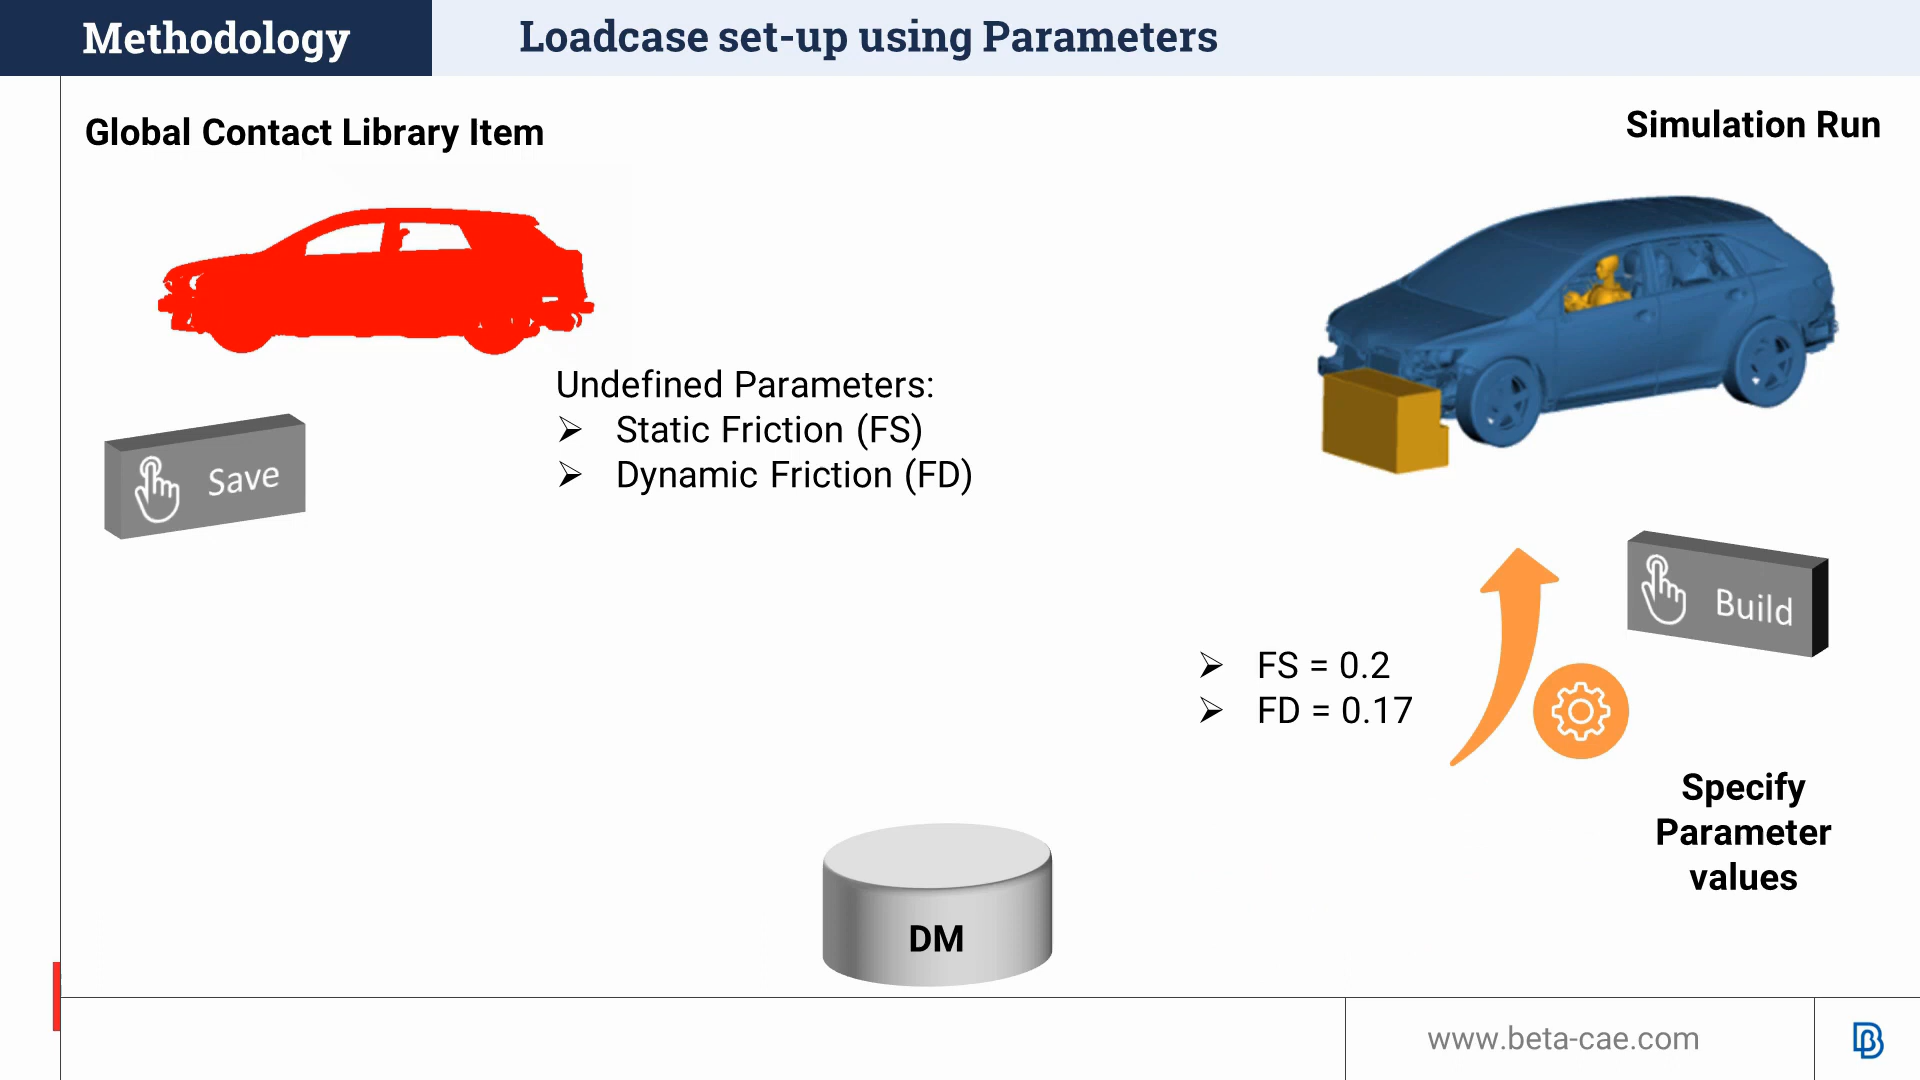 Methodology
Loadcase set-up using Parameters
Global Contact Library Item
Simulation Run
Undefined Parameters:
➢ Static Friction (FS)
➢ Dynamic Friction (FD)
Save
Build
➢ FS = 0.2
➢ FD = 0.17
Specify
Parameter
values
DM
www.beta-cae.com